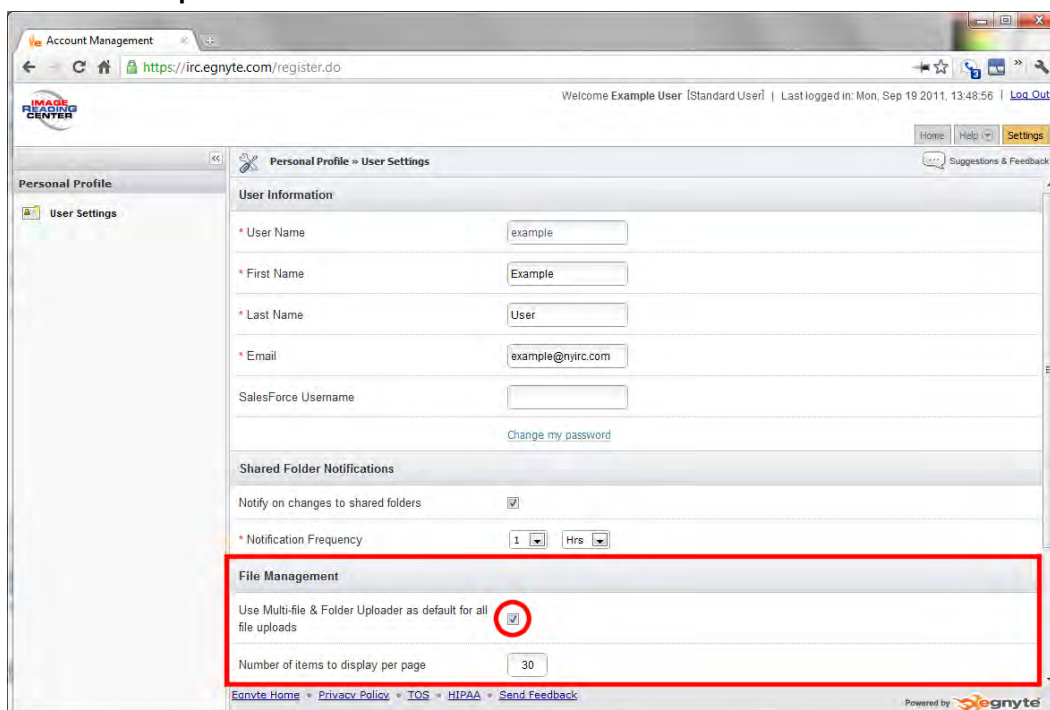 Account Management
https://irc.egnyte.com/register.do
IMAGE
READING
CENTER
Welcome Example User [Standard User] | Last logged in: Mon, Sep 19 2011, 13:48:56 | Log Out
Home Help Settings
Personal Profile » User Settings
Suggestions & Feedback
Personal Profile
User Settings
User Information
* User Name example
* First Name Example
* Last Name User
* Email example@nyirc.com
SalesForce Username
Change my password
Shared Folder Notifications
Notify on changes to shared folders
* Notification Frequency 1 Hrs
File Management
Use Multi-file & Folder Uploader as default for all
file uploads
Number of items to display per page 30
Egnyte Home Privacy Policy TOS HIPAA Send Feedback
Powered by egnyte